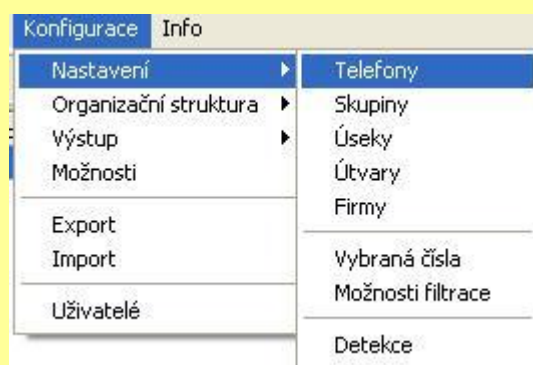 Konfigurace Info
Nastavení
Organizační struktura
Výstup
Možnosti
Export
Import
Uživatelé
Telefony
Skupiny
Úseky
Útvary
Firmy
Vybraná čísla
Možnosti filtrace
Detekce